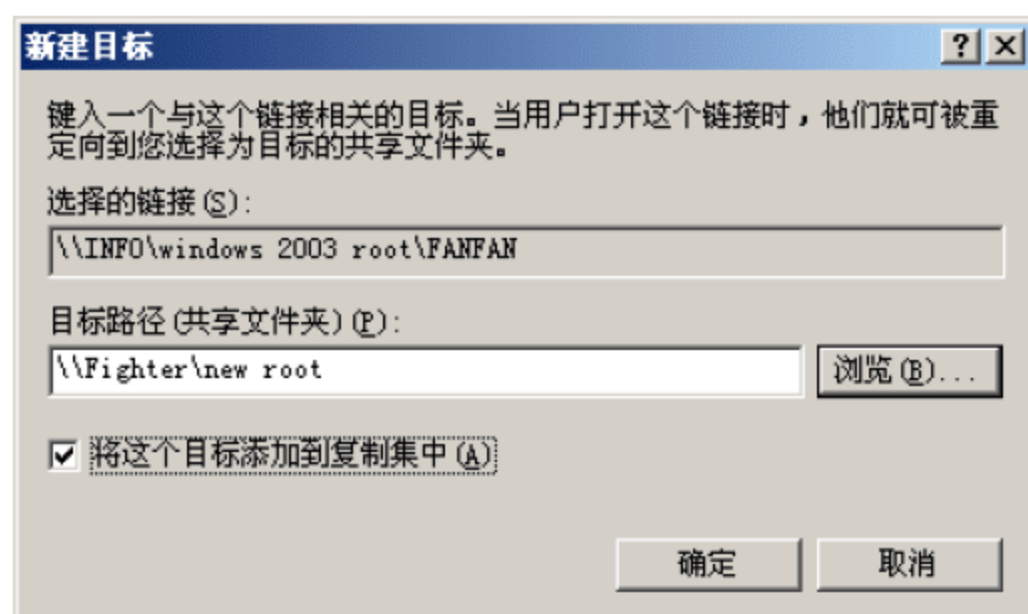 新建目标
键入一个与这个链接相关的目标。当用户打开这个链接时，他们就可被重
定向到您选择为目标的共享文件夹。
选择的链接(S):
\\INFO\windows 2003 root\FANFAN
目标路径(共享文件夹)(P):
\\Fighter\new root
浏览(B)...
将这个目标添加到复制集中(A)
确定
取消